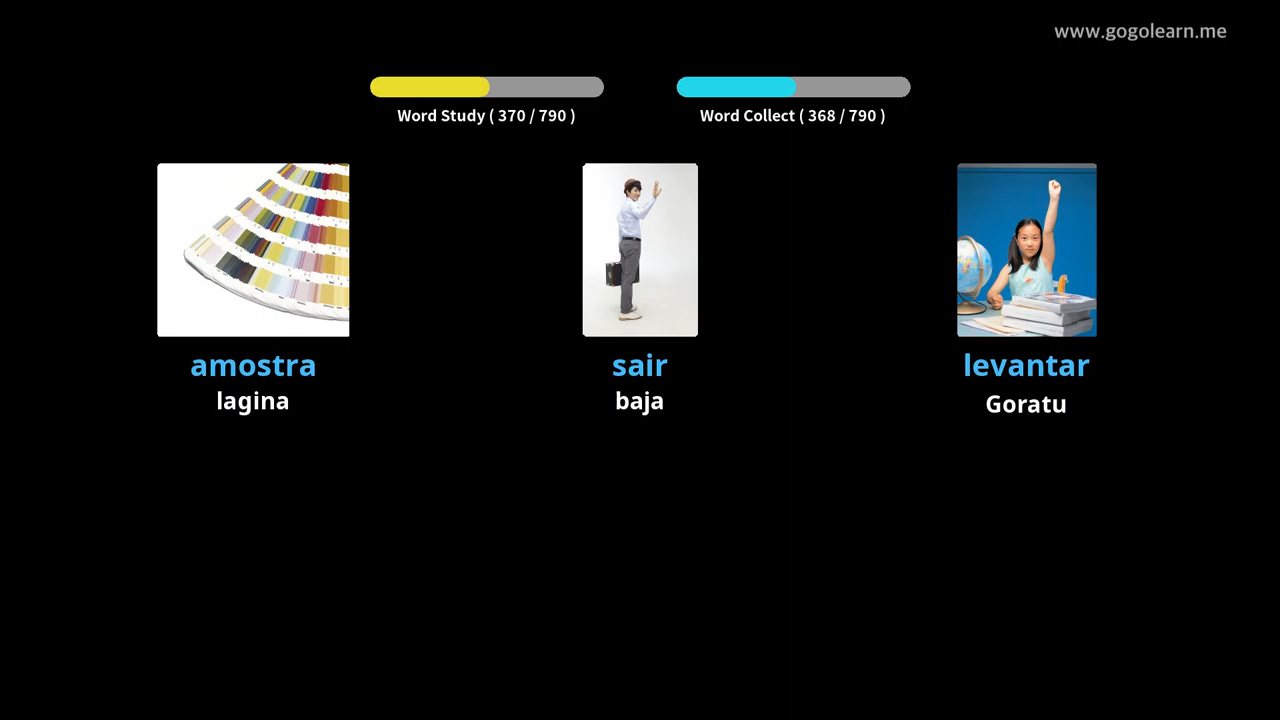 www.gogolearn.me
Word Study ( 370 / 790 )
Word Collect ( 368 / 790 )
amostra
lagina
sair
baja
levantar
Goratu